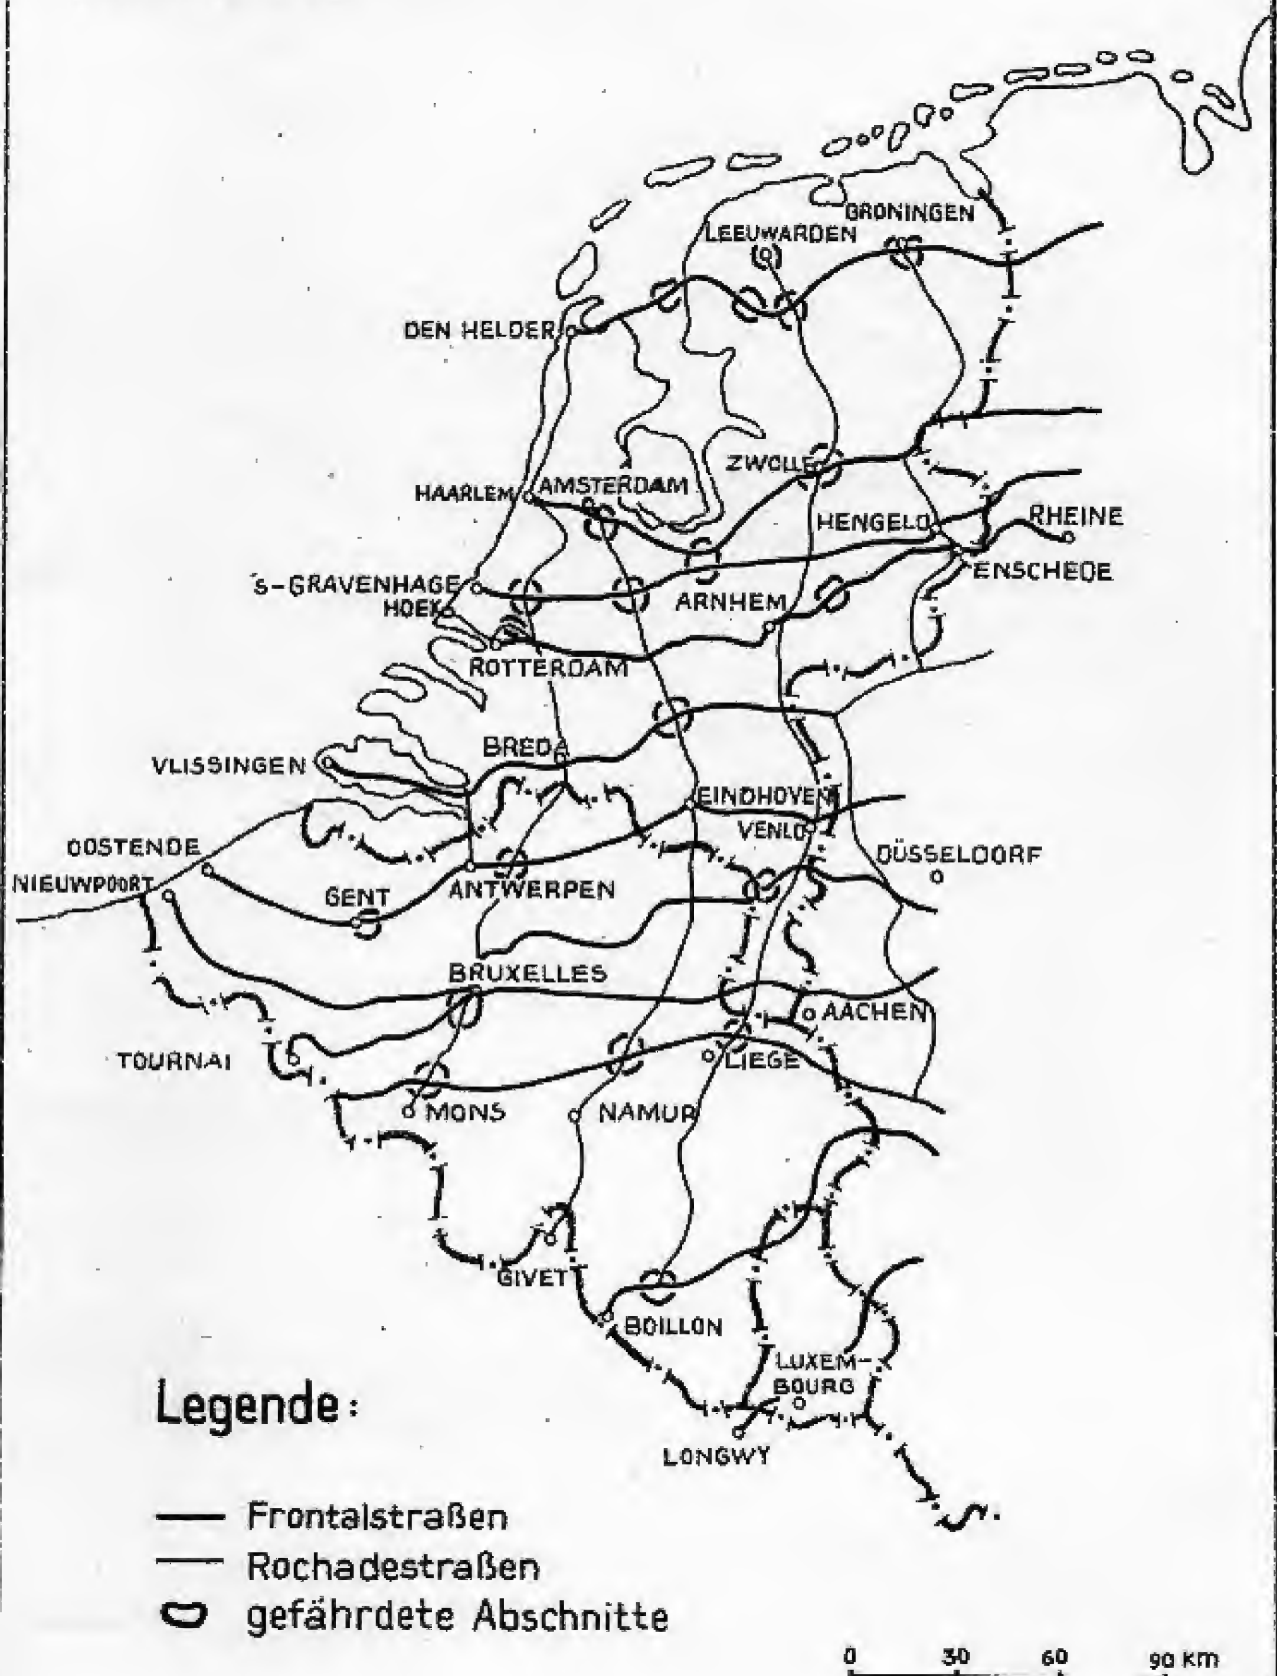 GRONINGEN
LEEUWARDEN
DEN HELDER
ZWOLLE
HAARLEM
AMSTERDAM
HENGELO
RHEINE
'S-GRAVENHAGE
ENSCHEDE
HOEK
ARNHEM
ROTTERDAM
BREDA
VLISSINGEN
EINDHOVEN
VENLO
OOSTENDE
DÜSSELDORF
NIEUWPOORT
GENT
ANTWERPEN
BRUXELLES
AACHEN
TOURNAI
LIEGE
MONS
NAMUR
GIVET
BOILLON
LUXEM-
BOURG
LONGWY
Legende:
Frontalstraßen
Rochadestraßen
gefährdete Abschnitte
0 30 60 90 KM